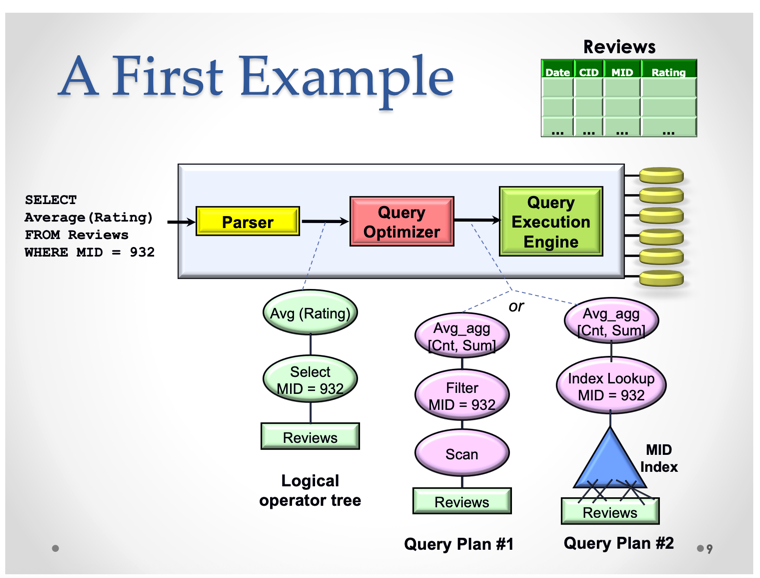 A First Example
Reviews
Date CID MID Rating
... ... ... ...
SELECT
Average(Rating)
FROM Reviews
WHERE MID = 932
Parser
Query
Optimizer
Query
Execution
Engine
Avg (Rating)
Select
MID = 932
Reviews
Logical
operator tree
or
Avg_agg
[Cnt, Sum]
Filter
MID = 932
Scan
Reviews
Query Plan #1
Avg_agg
[Cnt, Sum]
Index Lookup
MID = 932
MID
Index
Reviews
Query Plan #2
9